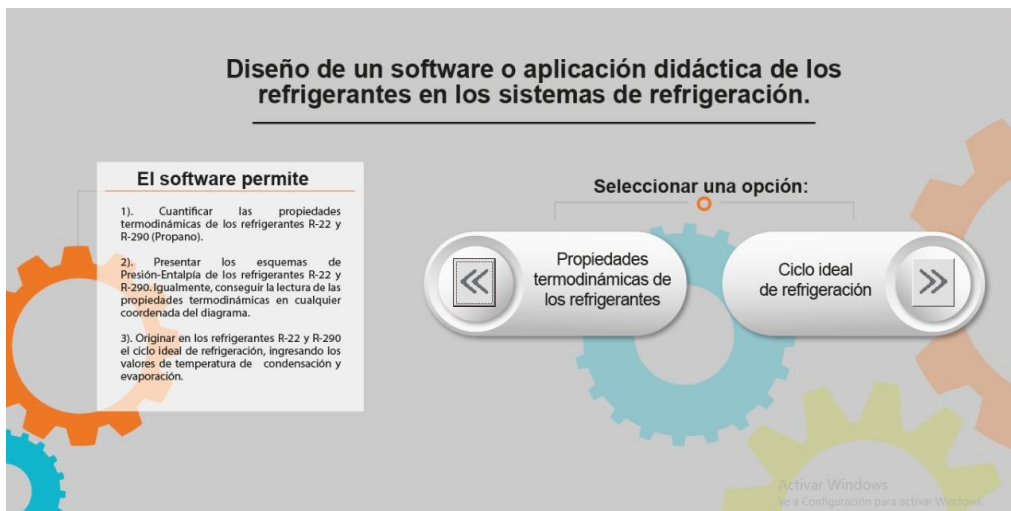 Diseño de un software o aplicación didáctica de los
refrigerantes en los sistemas de refrigeración.
El software permite
1). Cuantificar las propiedades
termodinámicas de los refrigerantes R-22 y
R-290 (Propano).
2). Presentar los esquemas de
Presión-Entalpía de los refrigerantes R-22 y
R-290. Igualmente, conseguir la lectura de las
propiedades termodinámicas en cualquier
coordenada del diagrama.
3). Originar en los refrigerantes R-22 y R-290
el ciclo ideal de refrigeración, ingresando los
valores de temperatura de condensación y
evaporación.
Seleccionar una opción:
Propiedades
termodinámicas de
los refrigerantes
Ciclo ideal
de refrigeración
Activar Windows
Ve a Configuración para activar Windows.